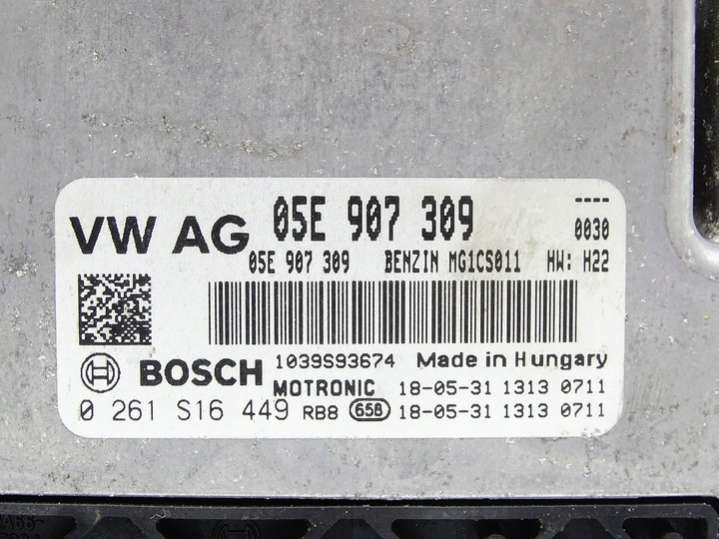 VW AG 05E 907 309 ----
0030
05E 907 309 BENZIN MG1CS011 HW: H22
BOSCH 1039S93674 Made in Hungary
MOTRONIC 18-05-31 1313 0711
0 261 S16 449 RB8 658 18-05-31 1313 0711